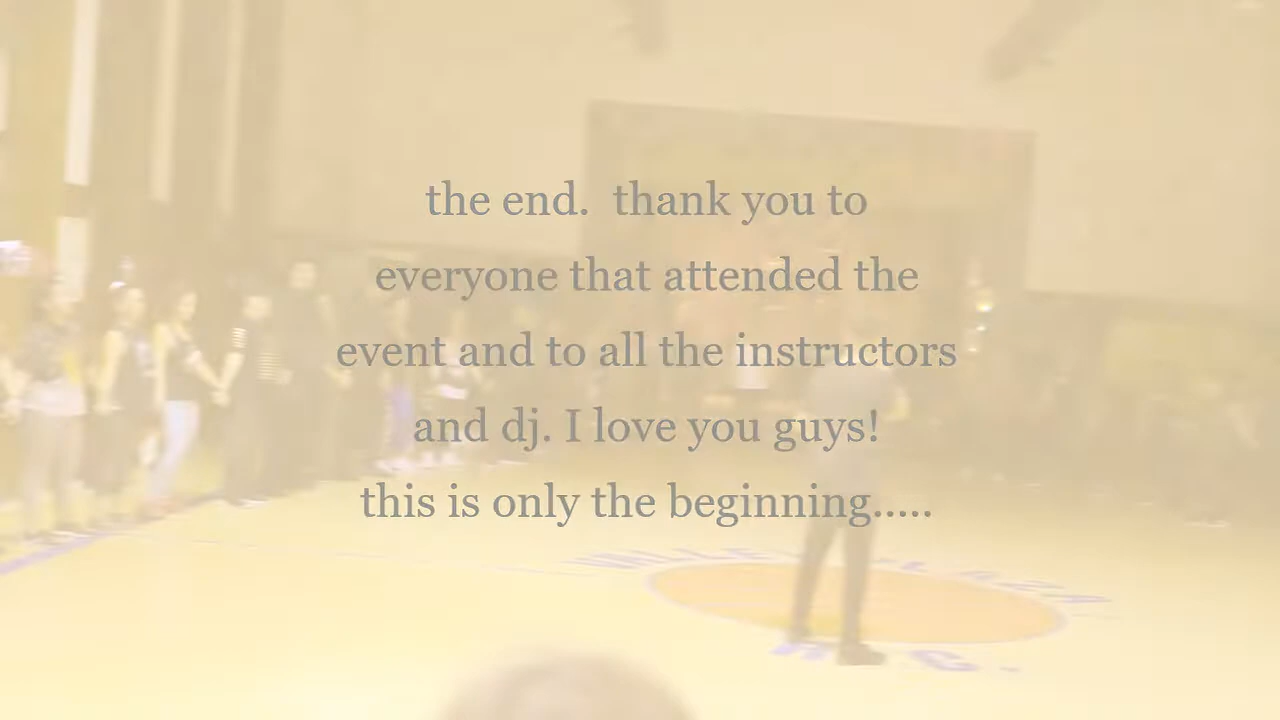 the end.  thank you to
everyone that attended the
event and to all the instructors
and dj. I love you guys!
this is only the beginning.....